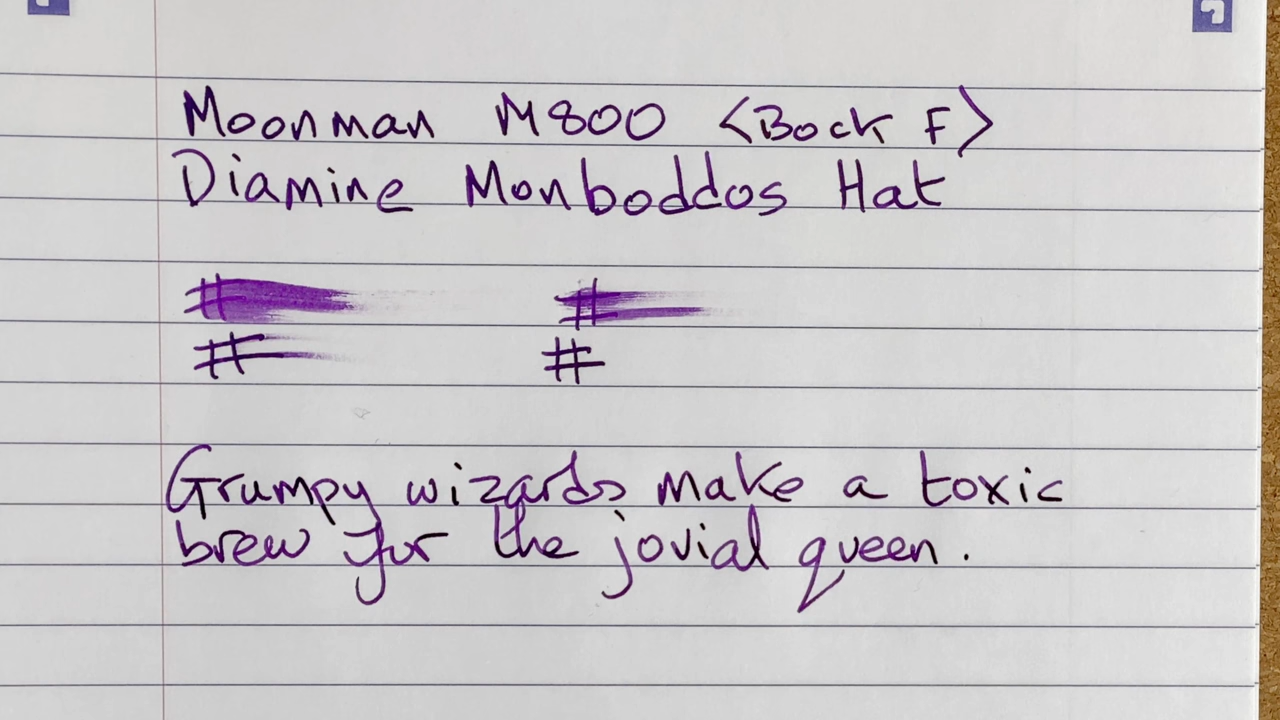 Moonman M800 <Bock F>
Diamine Monboddos Hat
# #
# #
Grumpy wizards make a toxic
brew for the jovial queen.